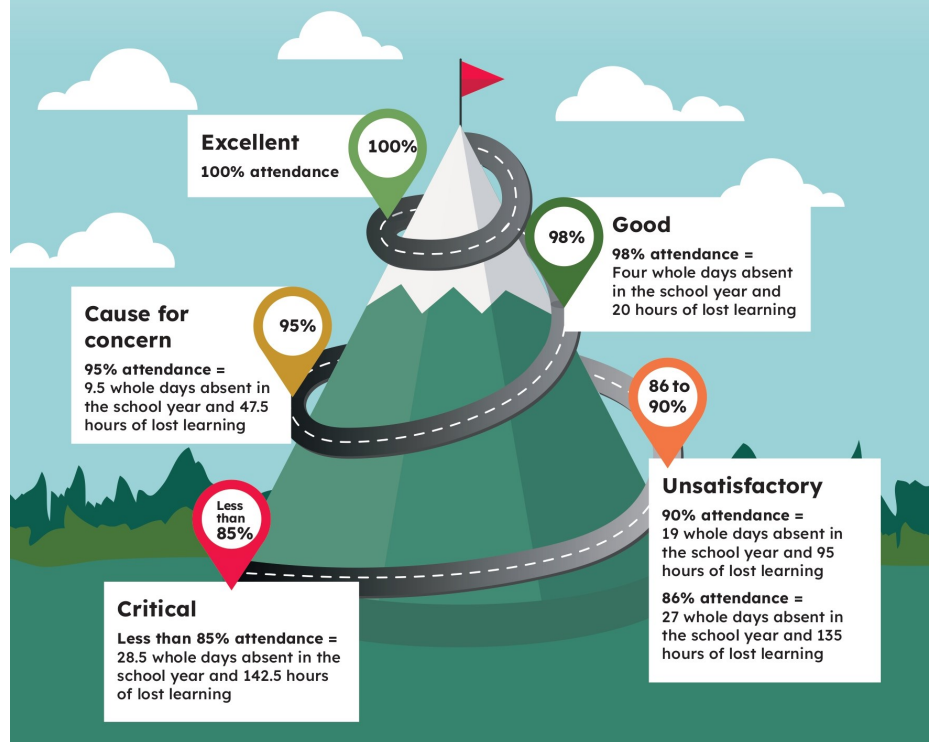 Excellent
100% attendance
100%
98%
Good
98% attendance =
Four whole days absent
in the school year and
20 hours of lost learning
Cause for
concern
95% attendance =
9.5 whole days absent in
the school year and 47.5
hours of lost learning
95%
86 to
90%
Unsatisfactory
90% attendance =
19 whole days absent in
the school year and 95
hours of lost learning
86% attendance =
27 whole days absent in
the school year and 135
hours of lost learning
Less
than
85%
Critical
Less than 85% attendance =
28.5 whole days absent in the
school year and 142.5 hours
of lost learning